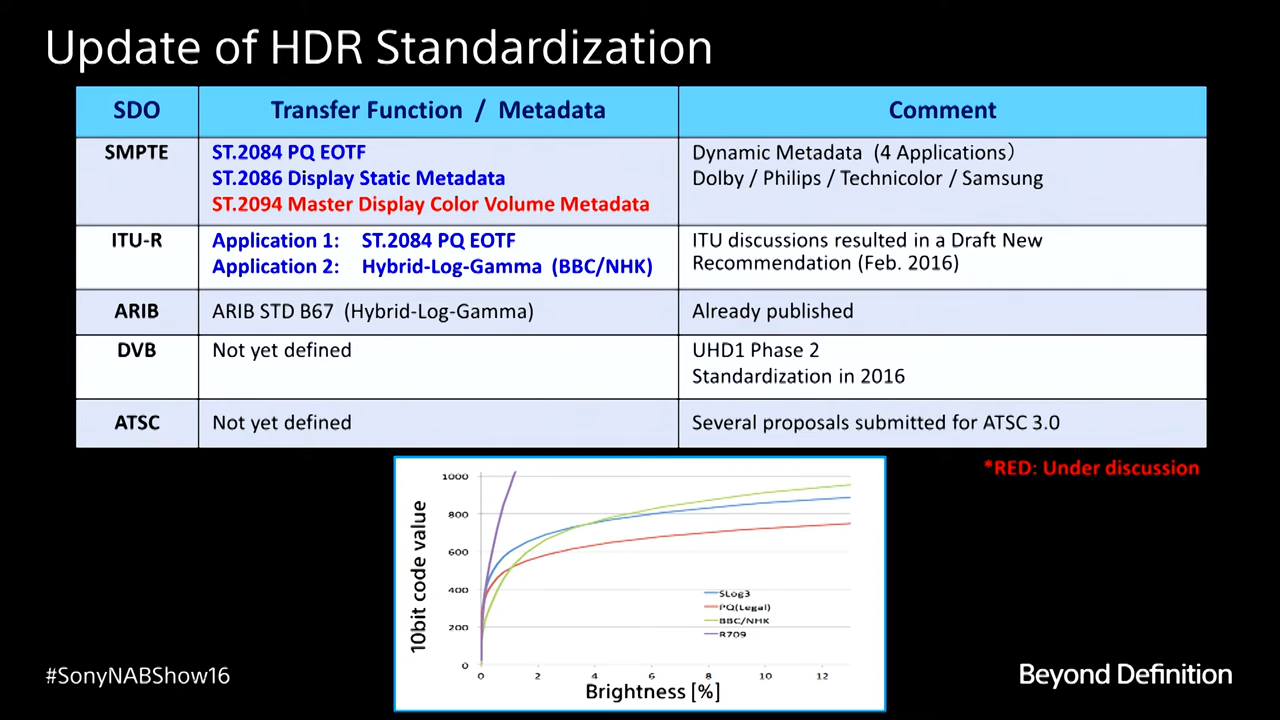 Update of HDR Standardization
SDO
Transfer Function / Metadata
Comment
SMPTE
ST.2084 PQ EOTF
ST.2086 Display Static Metadata
ST.2094 Master Display Color Volume Metadata
Dynamic Metadata (4 Applications)
Dolby / Philips / Technicolor / Samsung
ITU-R
Application 1: ST.2084 PQ EOTF
Application 2: Hybrid-Log-Gamma (BBC/NHK)
ITU discussions resulted in a Draft New
Recommendation (Feb. 2016)
ARIB
ARIB STD B67 (Hybrid-Log-Gamma)
Already published
DVB
Not yet defined
UHD1 Phase 2
Standardization in 2016
ATSC
Not yet defined
Several proposals submitted for ATSC 3.0
*RED: Under discussion
10bit code value
1000
800
600
400
200
0
SLog3
PQ(Legal)
BBC/NHK
R709
0 2 4 6 8 10 12
Brightness [%]
#SonyNABShow16
Beyond Definition